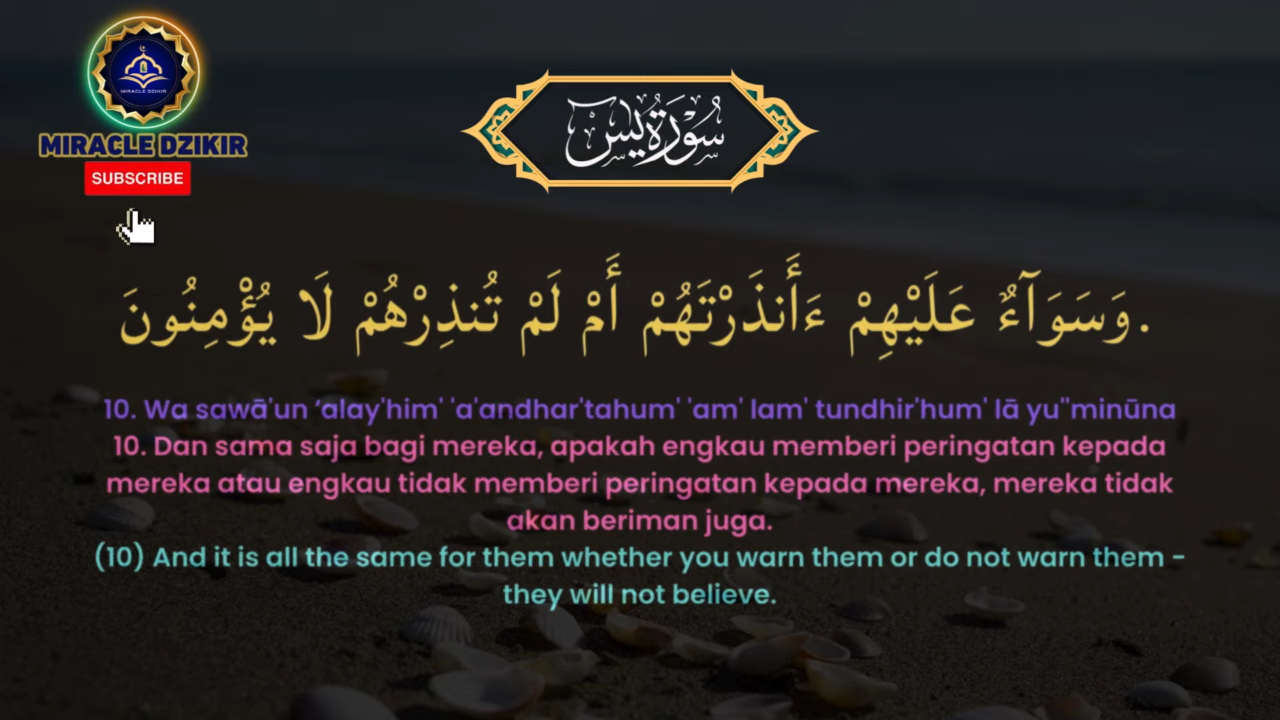 MIRACLE DZIKIR
MIRACLE DZIKIR
SUBSCRIBE
سُوْرَةُ يٰسٓ
وَسَوَآءٌ عَلَيْهِمْ ءَأَنذَرْتَهُمْ أَمْ لَمْ تُنذِرْهُمْ لَا يُؤْمِنُونَ.
10. Wa sawā'un ‘alay'him' 'a'andhar'tahum' 'am' lam' tundhir'hum' lā yu''minūna
10. Dan sama saja bagi mereka, apakah engkau memberi peringatan kepada
mereka atau engkau tidak memberi peringatan kepada mereka, mereka tidak
akan beriman juga.
(10) And it is all the same for them whether you warn them or do not warn them -
they will not believe.